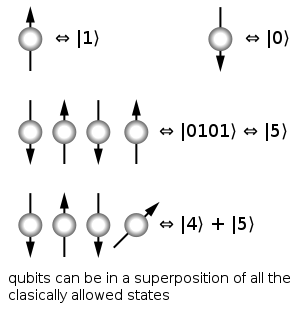 ⇔ |1⟩ ⇔ |0⟩
⇔ |0101⟩ ⇔ |5⟩
⇔ |4⟩ + |5⟩
qubits can be in a superposition of all the
clasically allowed states